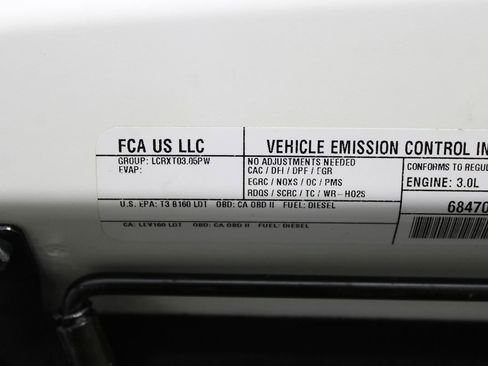 FCA US LLC
GROUP: LCRXT03.05PW
EVAP:
U.S. EPA: T3 B160 LDT OBD: CA OBD II FUEL: DIESEL
CA: LEV160 LDT OBD: CA OBD II FUEL: DIESEL
VEHICLE EMISSION CONTROL IN
NO ADJUSTMENTS NEEDED
CAC / DFI / DPF / EGR
EGRC / NOXS / OC / PMS
RDQS / SCRC / TC / WR-HO2S
CONFORMS TO REGUL
ENGINE: 3.0L
68470